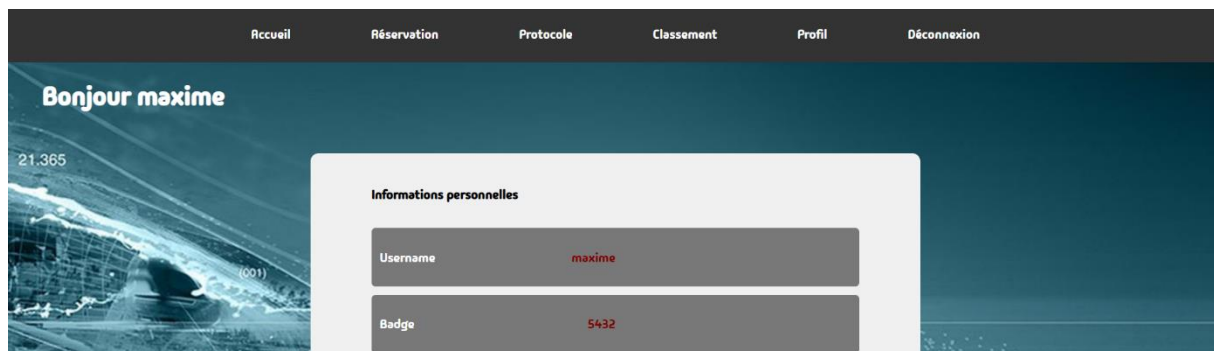 Accueil Réservation Protocole Classement Profil Déconnexion
Bonjour maxime
21.365
Informations personnelles
Username maxime
(001)
Badge 5432